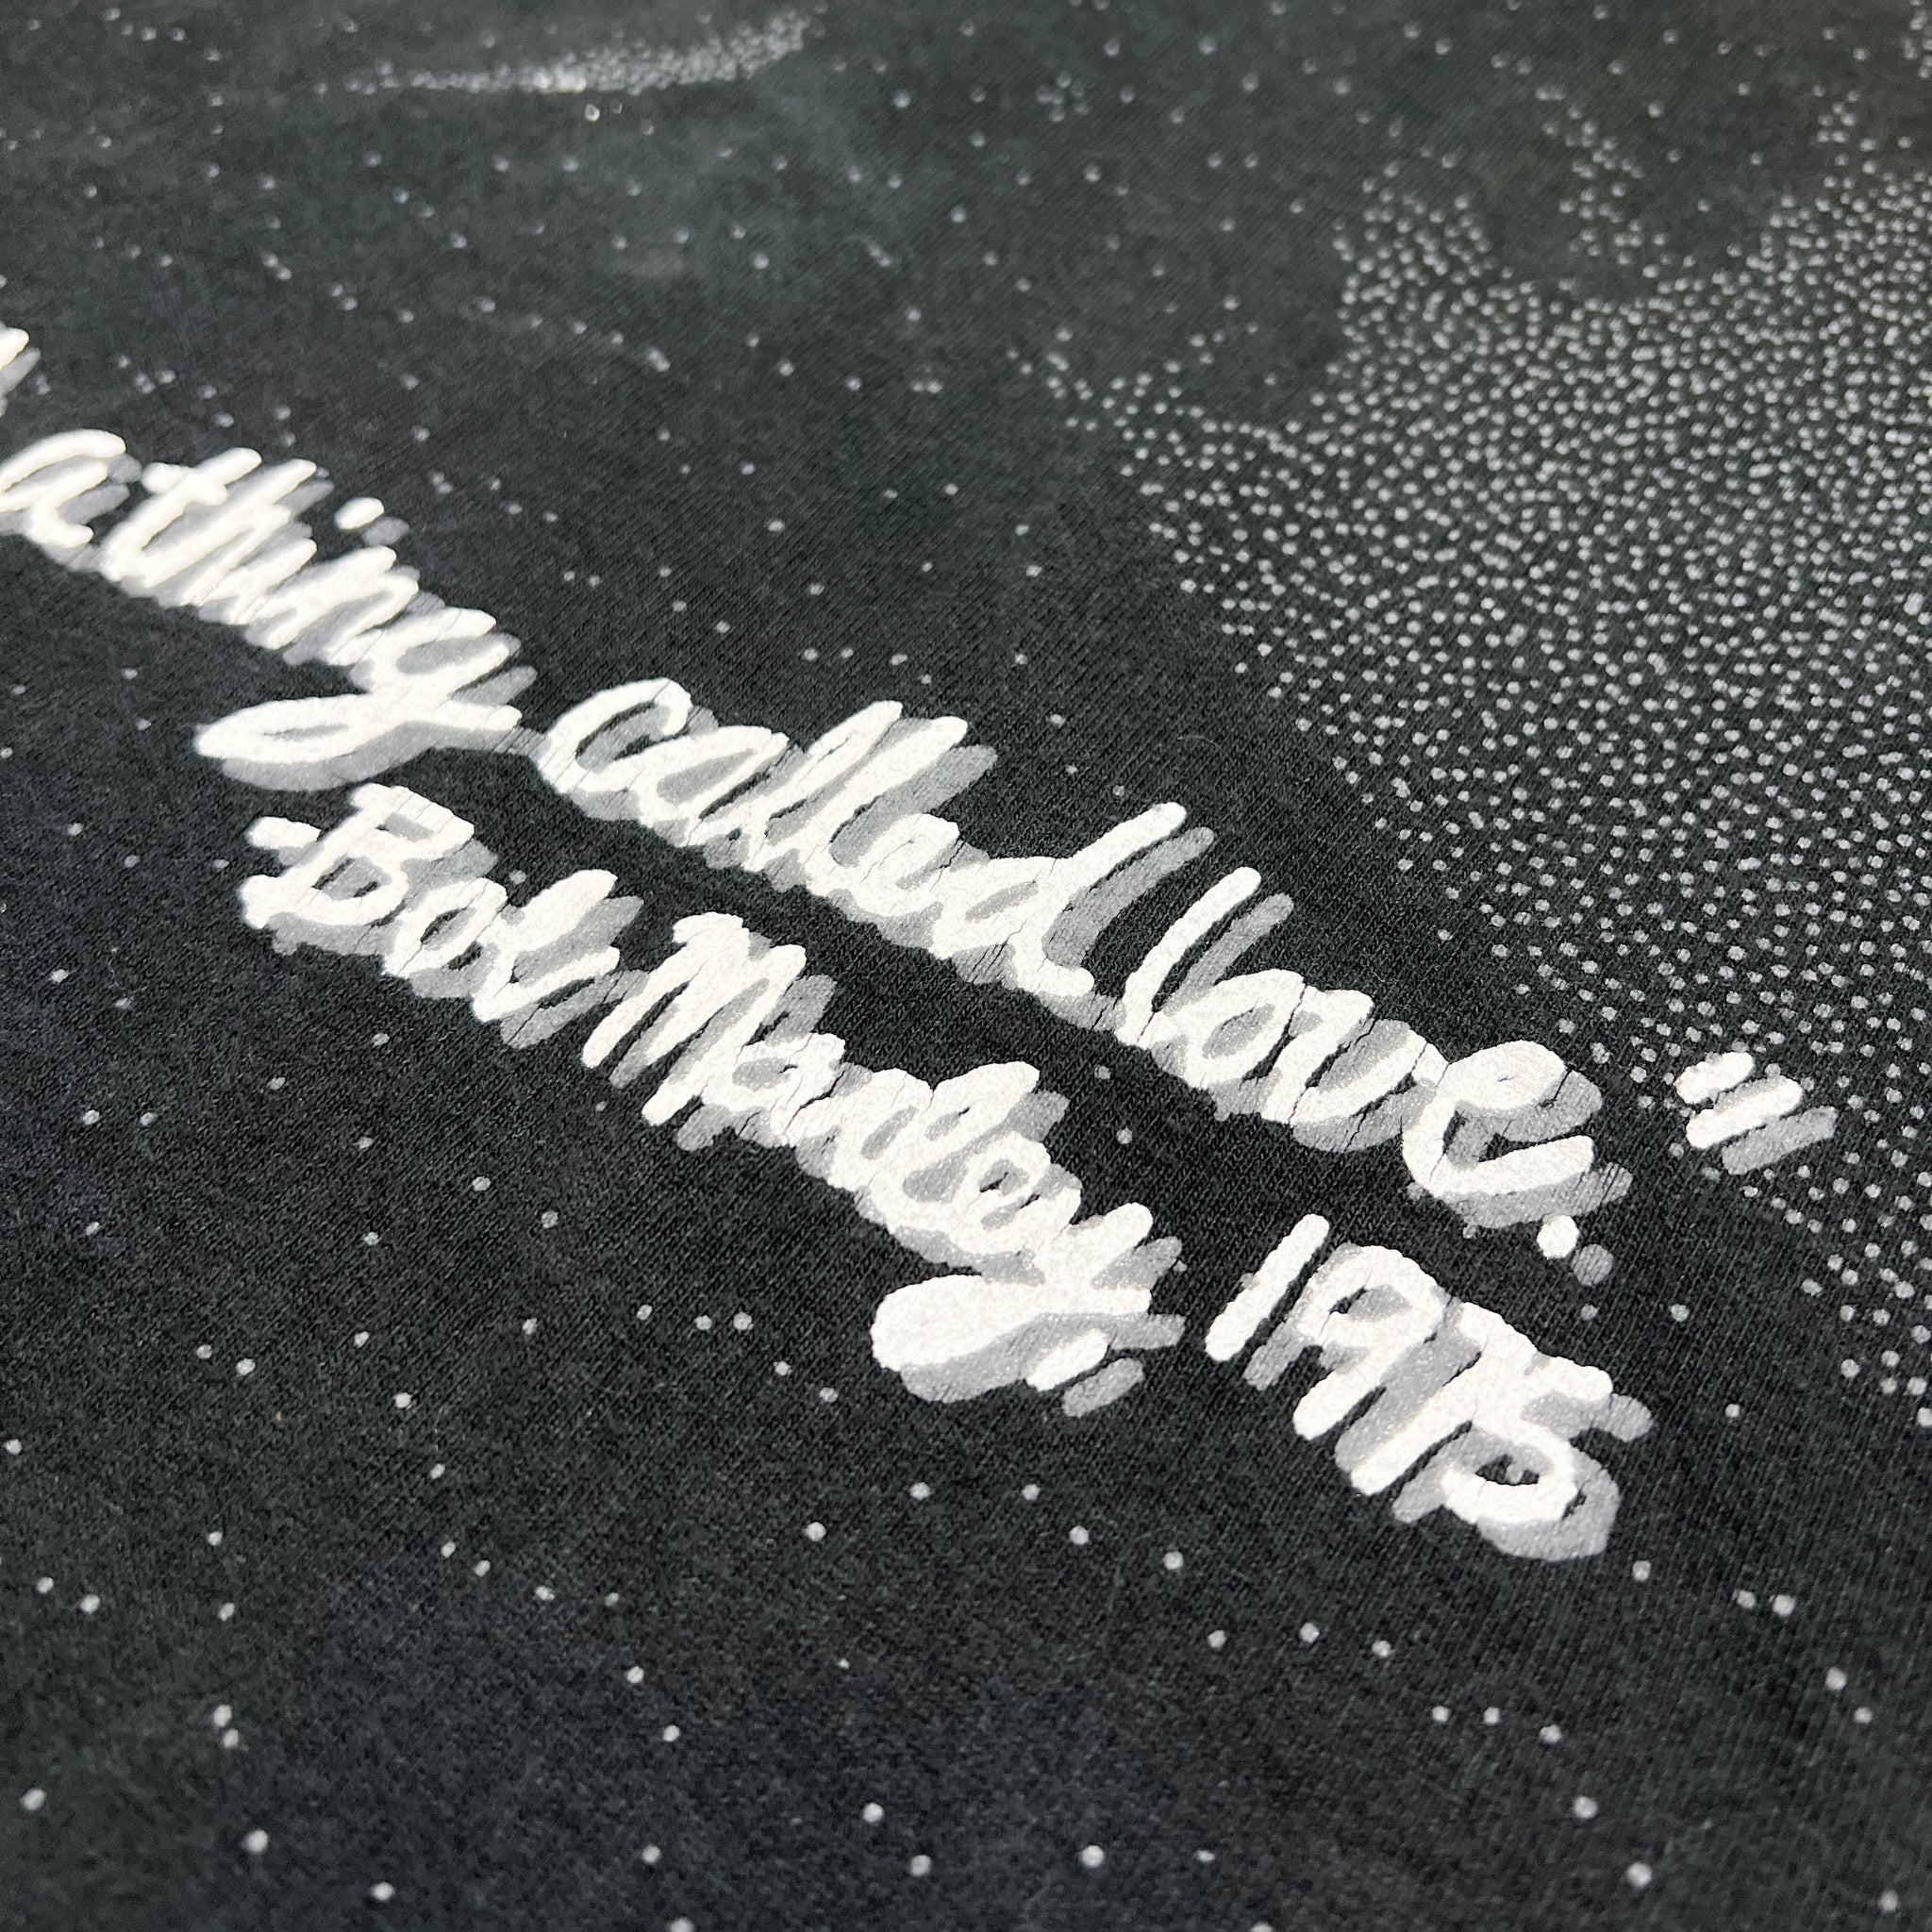 a thing called love."
-Bob Marley, 1975